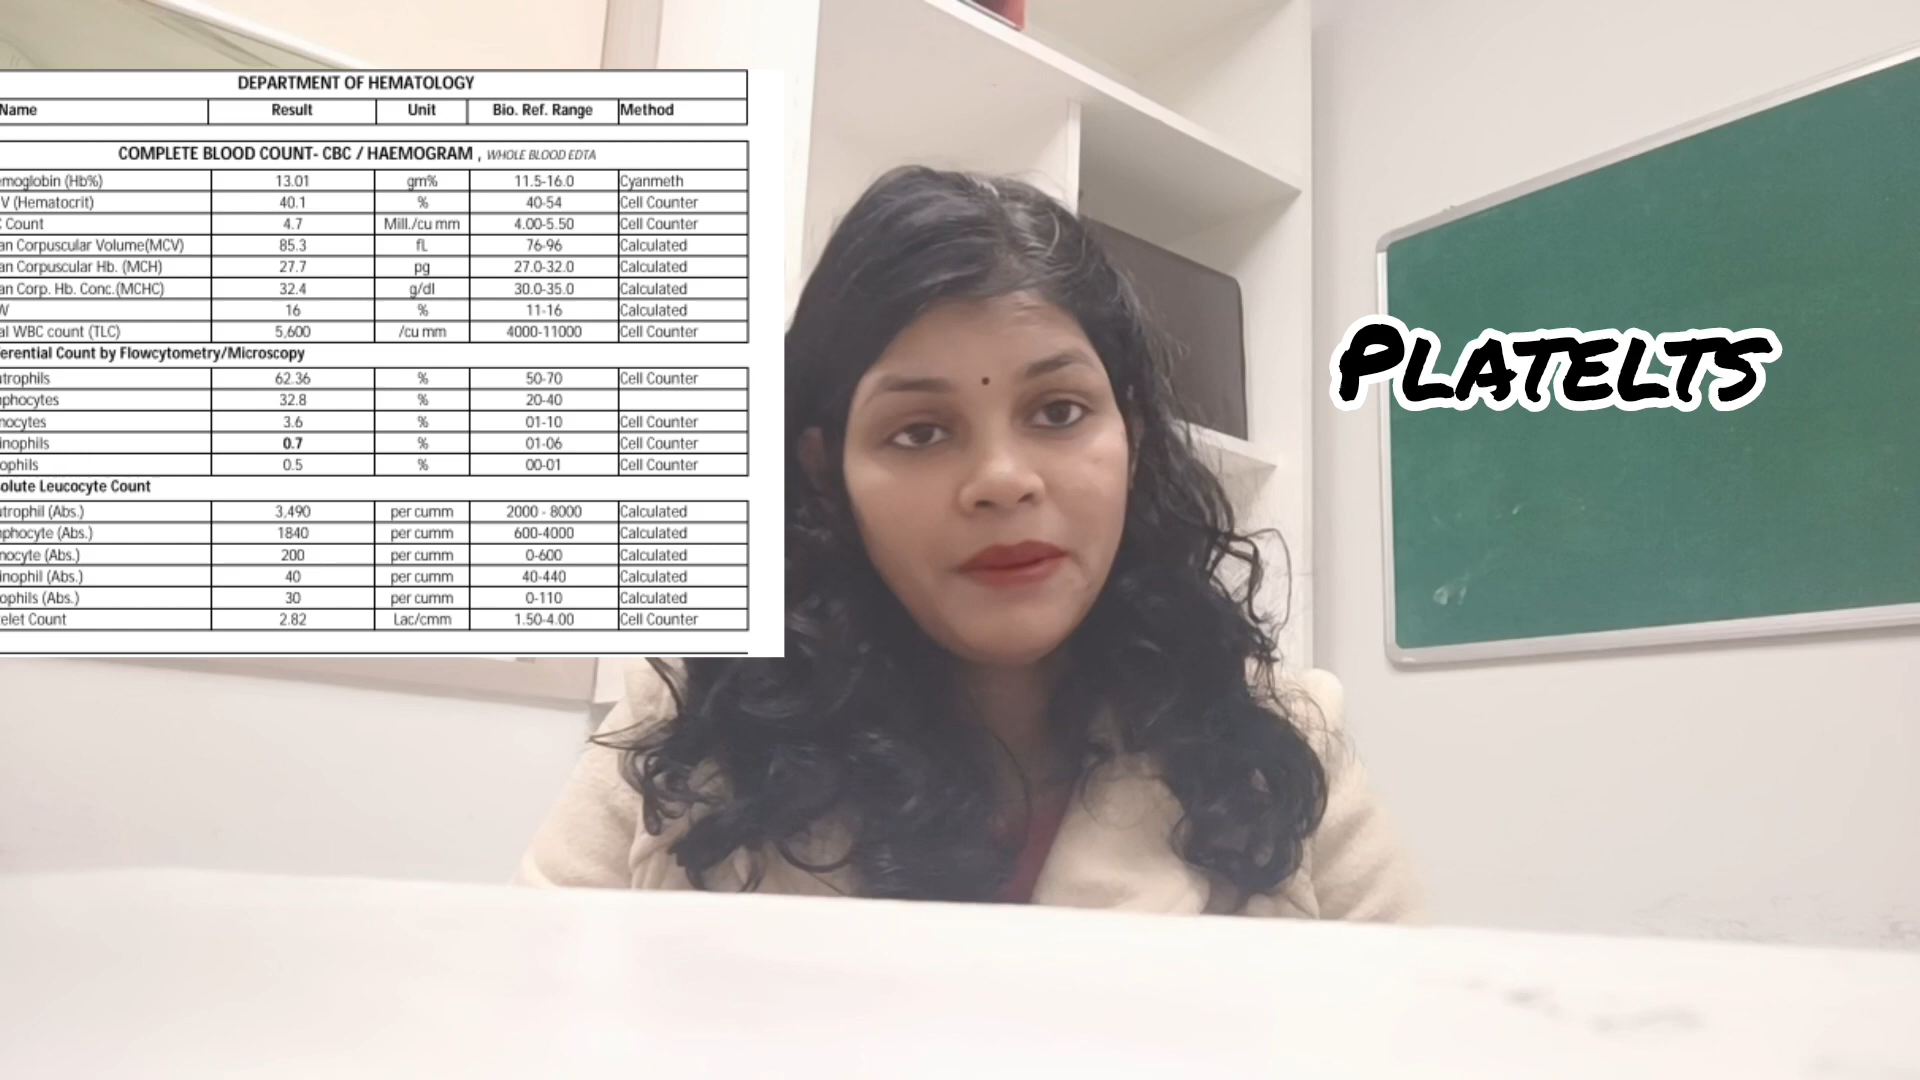 DEPARTMENT OF HEMATOLOGY
Name Result Unit Bio. Ref. Range Method
COMPLETE BLOOD COUNT- CBC / HAEMOGRAM , WHOLE BLOOD EDTA
emoglobin (Hb%) 13.01 gm% 11.5-16.0 Cyanmeth
V (Hematocrit) 40.1 % 40-54 Cell Counter
C Count 4.7 Mill./cu mm 4.00-5.50 Cell Counter
an Corpuscular Volume(MCV) 85.3 fL 76-96 Calculated
an Corpuscular Hb. (MCH) 27.7 pg 27.0-32.0 Calculated
an Corp. Hb. Conc.(MCHC) 32.4 g/dl 30.0-35.0 Calculated
W 16 % 11-16 Calculated
al WBC count (TLC) 5,600 /cu mm 4000-11000 Cell Counter
ferential Count by Flowcytometry/Microscopy
utrophils 62.36 % 50-70 Cell Counter
nphocytes 32.8 % 20-40
nocytes 3.6 % 01-10 Cell Counter
inophils 0.7 % 01-06 Cell Counter
ophils 0.5 % 00-01 Cell Counter
olute Leucocyte Count
utrophil (Abs.) 3,490 per cumm 2000 - 8000 Calculated
nphocyte (Abs.) 1840 per cumm 600-4000 Calculated
nocyte (Abs.) 200 per cumm 0-600 Calculated
inophil (Abs.) 40 per cumm 40-440 Calculated
ophils (Abs.) 30 per cumm 0-110 Calculated
elet Count 2.82 Lac/cmm 1.50-4.00 Cell Counter
PLATELTS